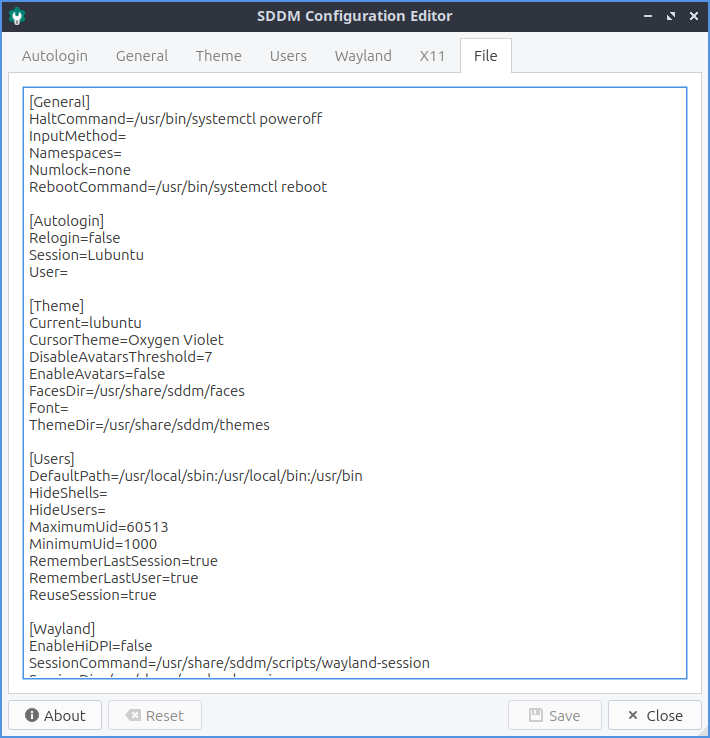 SDDM Configuration Editor
Autologin General Theme Users Wayland X11 File
[General]
HaltCommand=/usr/bin/systemctl poweroff
InputMethod=
Namespaces=
Numlock=none
RebootCommand=/usr/bin/systemctl reboot
[Autologin]
Relogin=false
Session=Lubuntu
User=
[Theme]
Current=lubuntu
CursorTheme=Oxygen Violet
DisableAvatarsThreshold=7
EnableAvatars=false
FacesDir=/usr/share/sddm/faces
Font=
ThemeDir=/usr/share/sddm/themes
[Users]
DefaultPath=/usr/local/sbin:/usr/local/bin:/usr/bin
HideShells=
HideUsers=
MaximumUid=60513
MinimumUid=1000
RememberLastSession=true
RememberLastUser=true
ReuseSession=true
[Wayland]
EnableHiDPI=false
SessionCommand=/usr/share/sddm/scripts/wayland-session
About Reset Save Close